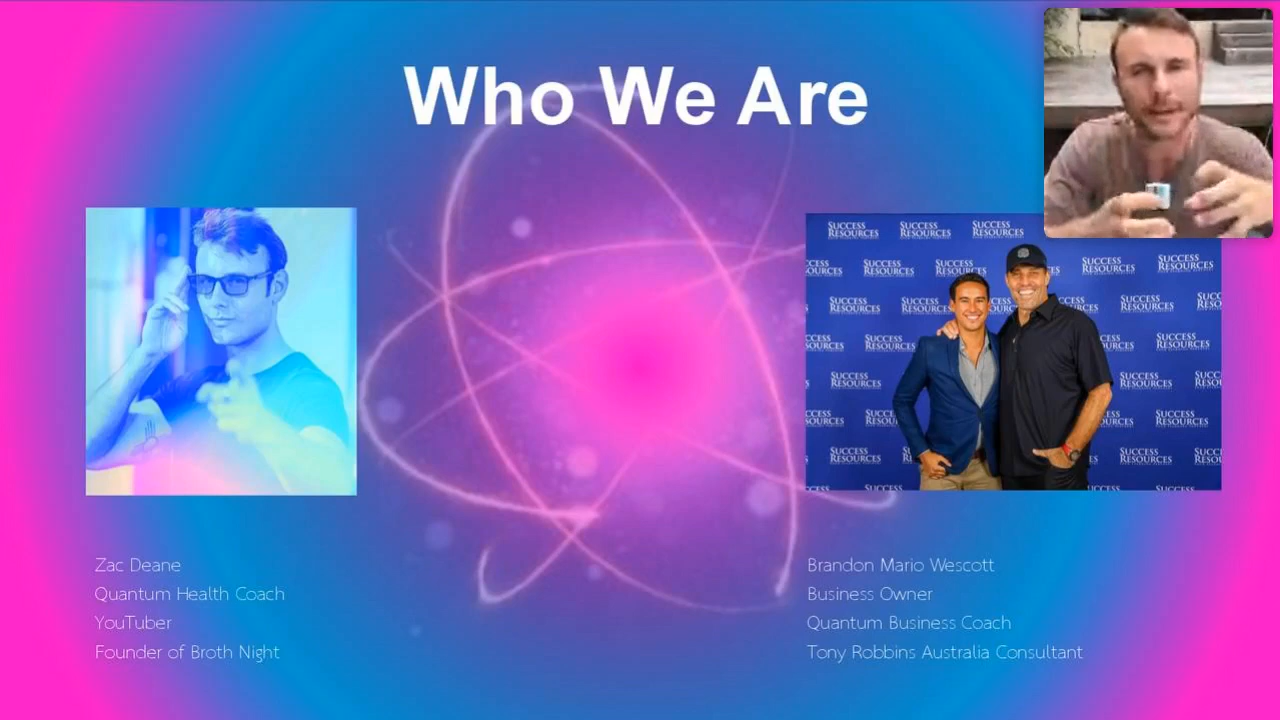 Who We Are
SUCCESS RESOURCES
Zac Deane
Quantum Health Coach
YouTuber
Founder of Broth Night
Brandon Mario Wescott
Business Owner
Quantum Business Coach
Tony Robbins Australia Consultant